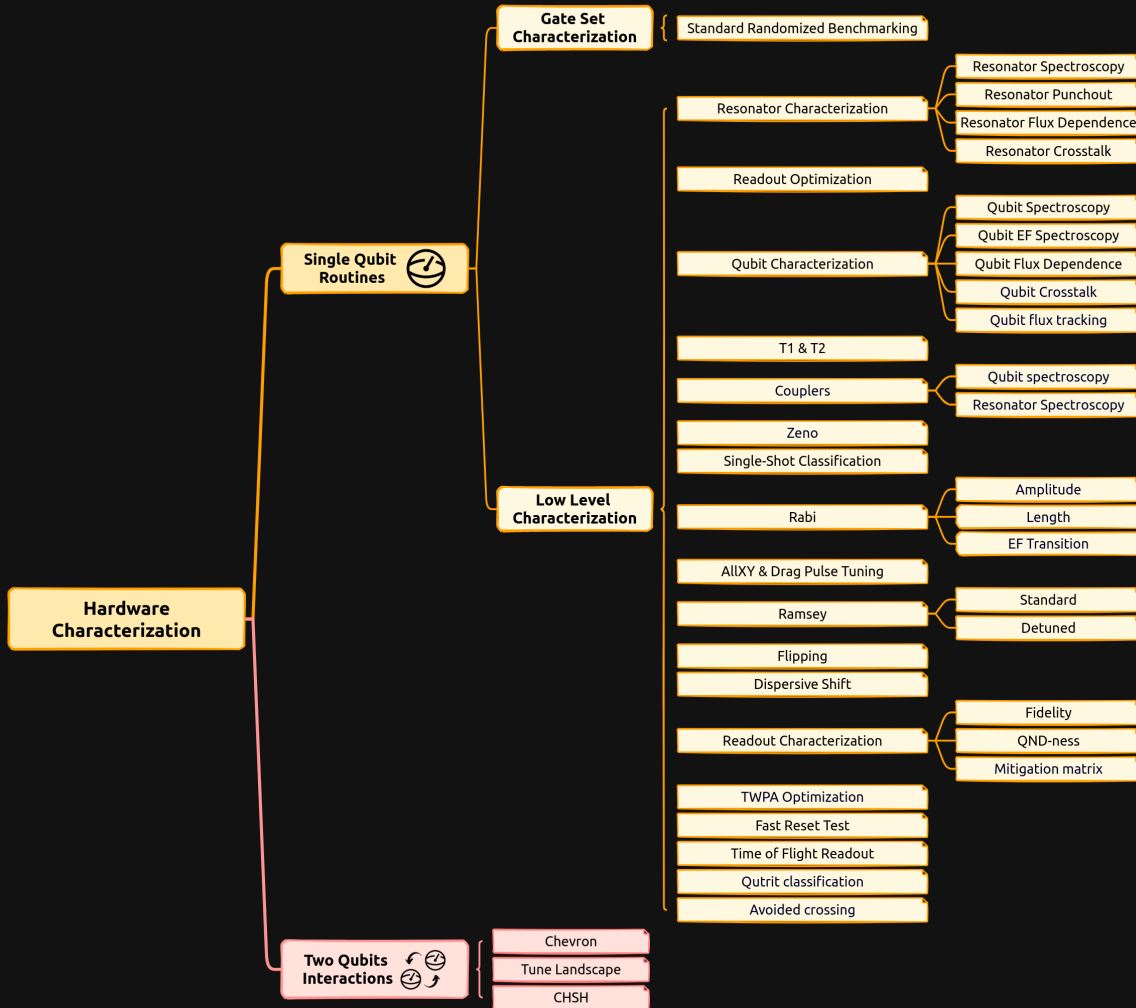 Hardware
Characterization
Single Qubit
Routines
Gate Set
Characterization
Standard Randomized Benchmarking
Low Level
Characterization
Resonator Characterization
Resonator Spectroscopy
Resonator Punchout
Resonator Flux Dependence
Resonator Crosstalk
Readout Optimization
Qubit Characterization
Qubit Spectroscopy
Qubit EF Spectroscopy
Qubit Flux Dependence
Qubit Crosstalk
Qubit flux tracking
T1 & T2
Couplers
Qubit spectroscopy
Resonator Spectroscopy
Zeno
Single-Shot Classification
Rabi
Amplitude
Length
EF Transition
AllXY & Drag Pulse Tuning
Ramsey
Standard
Detuned
Flipping
Dispersive Shift
Readout Characterization
Fidelity
QND-ness
Mitigation matrix
TWPA Optimization
Fast Reset Test
Time of Flight Readout
Qutrit classification
Avoided crossing
Two Qubits
Interactions
Chevron
Tune Landscape
CHSH